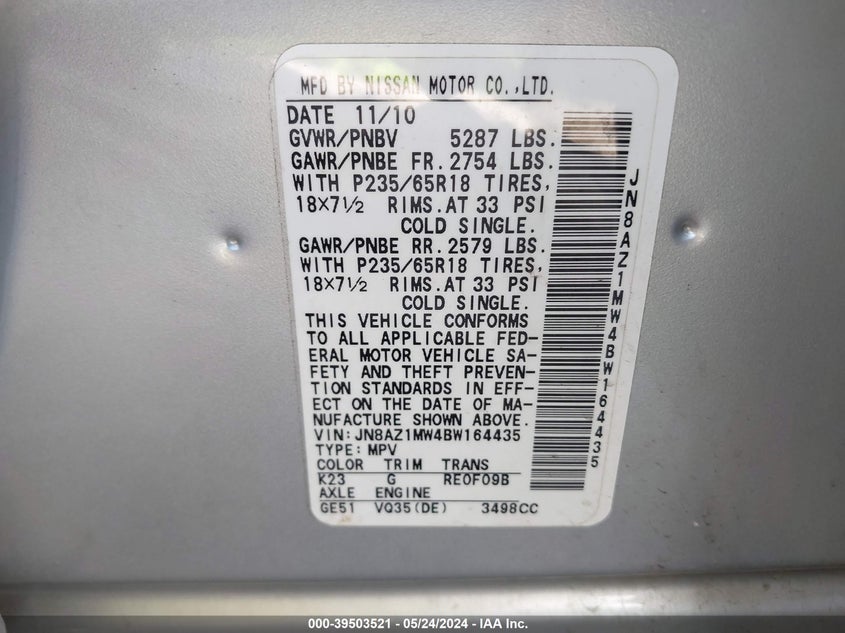 MFD BY NISSAN MOTOR CO.,LTD.
DATE 11/10
GVWR/PNBV 5287 LBS.
GAWR/PNBE FR. 2754 LBS.
WITH P235/65R18 TIRES,
18×7½ RIMS. AT 33 PSI
COLD SINGLE.
GAWR/PNBE RR. 2579 LBS.
WITH P235/65R18 TIRES,
18×7½ RIMS. AT 33 PSI
COLD SINGLE.
THIS VEHICLE CONFORMS
TO ALL APPLICABLE FED-
ERAL MOTOR VEHICLE SA-
FETY AND THEFT PREVEN-
TION STANDARDS IN EFF-
ECT ON THE DATE OF MA-
NUFACTURE SHOWN ABOVE.
VIN:JN8AZ1MW4BW164435
TYPE: MPV
COLOR TRIM TRANS
K23 G RE0F09B
AXLE ENGINE
GE51 VQ35(DE) 3498CC
JN8AZ1MW4BW164435
000-39503521 - 05/24/2024 - IAA Inc.